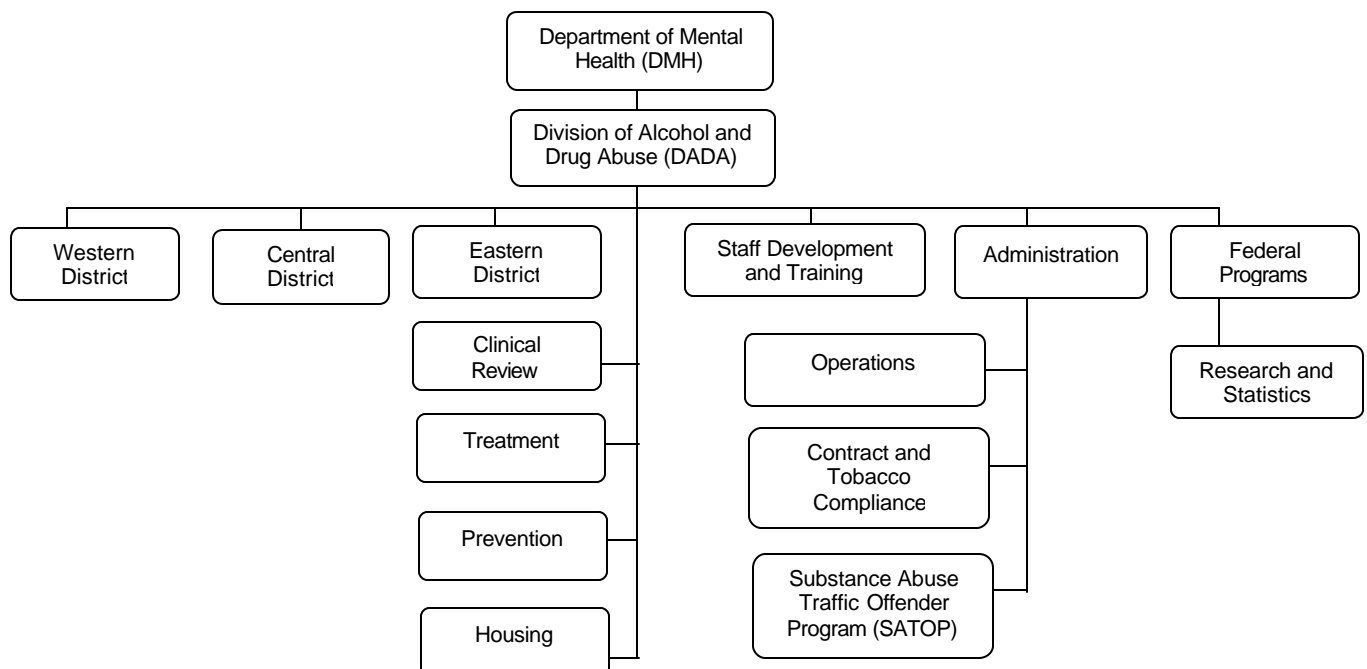 Department of Mental
Health (DMH)
Division of Alcohol and
Drug Abuse (DADA)
Western
District
Central
District
Eastern
District
Staff Development
and Training
Administration
Federal
Programs
Clinical
Review
Treatment
Prevention
Housing
Operations
Contract and
Tobacco
Compliance
Substance Abuse
Traffic Offender
Program (SATOP)
Research and
Statistics